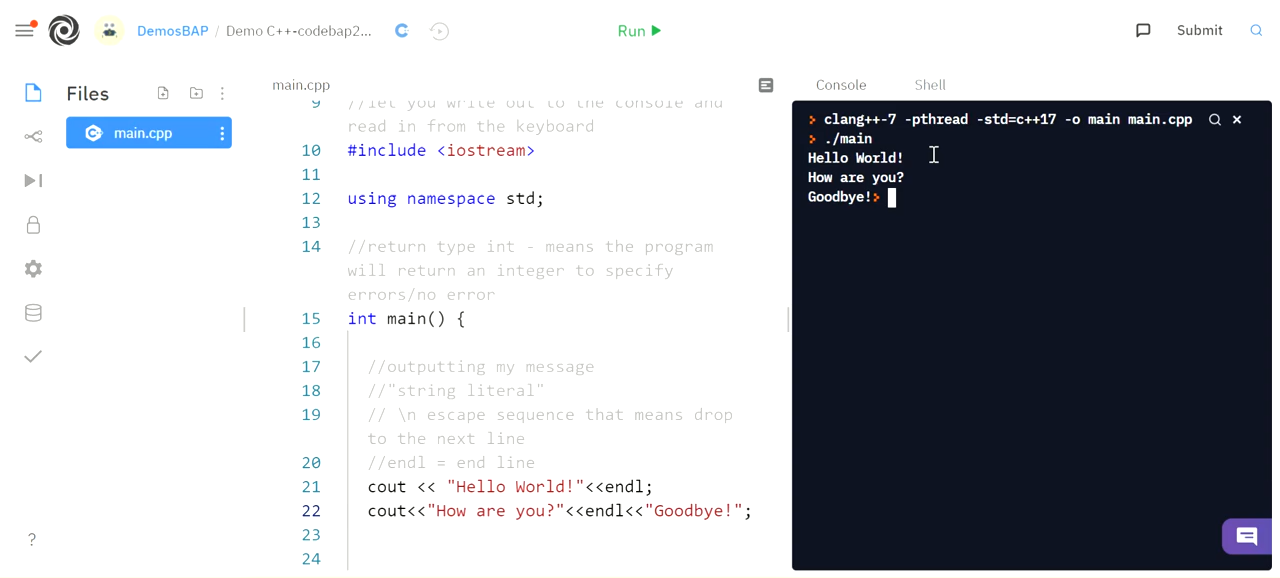 DemosBAP / Demo C++-codebap2...
Run
Submit
Files
main.cpp
main.cpp
9 //let you write out to the console and
read in from the keyboard
10 #include <iostream>
11
12 using namespace std;
13
14 //return type int - means the program
will return an integer to specify
errors/no error
15 int main() {
16
17 //outputting my message
18 //"string literal"
19 // \n escape sequence that means drop
to the next line
20 //endl = end line
21 cout << "Hello World!"<<endl;
22 cout<<"How are you?"<<endl<<"Goodbye!";
23
24
Console
Shell
> clang++-7 -pthread -std=c++17 -o main main.cpp
> ./main
Hello World!
How are you?
Goodbye!>
?